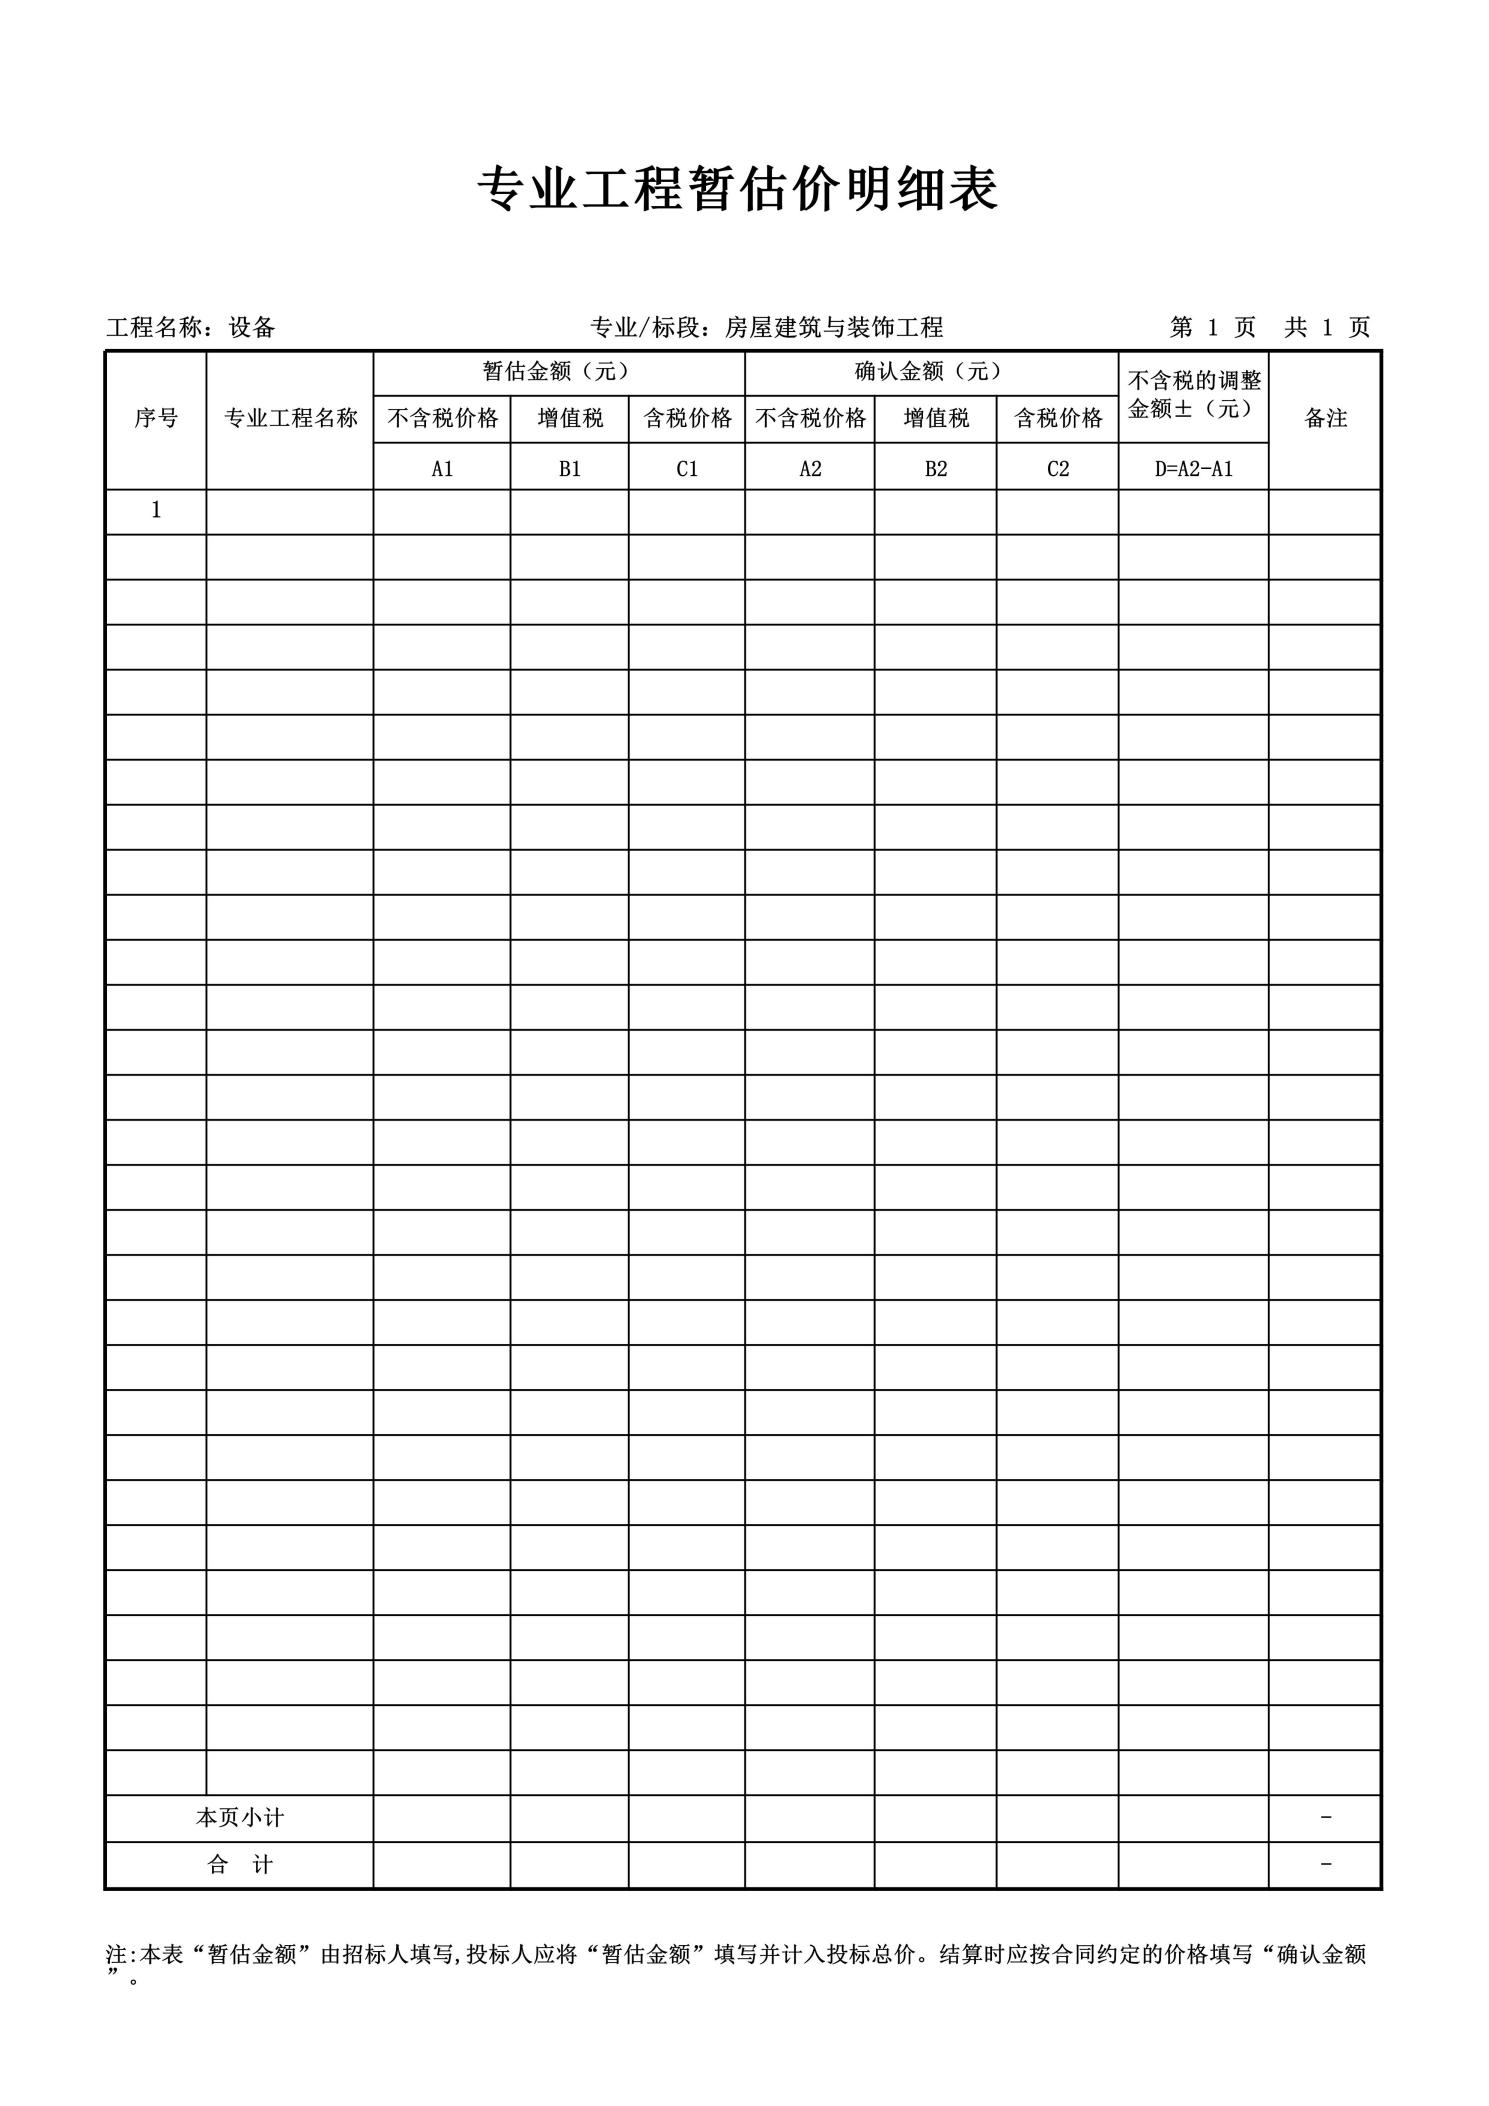 专业工程暂估价明细表
工程名称：设备 专业/标段：房屋建筑与装饰工程 第 1 页 共 1 页
序号 专业工程名称 暂估金额（元） 确认金额（元） 不含税的调整 备注
金额±（元）
不含税价格 增值税 含税价格 不含税价格 增值税 含税价格
A1 B1 C1 A2 B2 C2 D=A2-A1
1
本页小计 -
合 计 -
注:本表“暂估金额”由招标人填写,投标人应将“暂估金额”填写并计入投标总价。结算时应按合同约定的价格填写“确认金额
”。